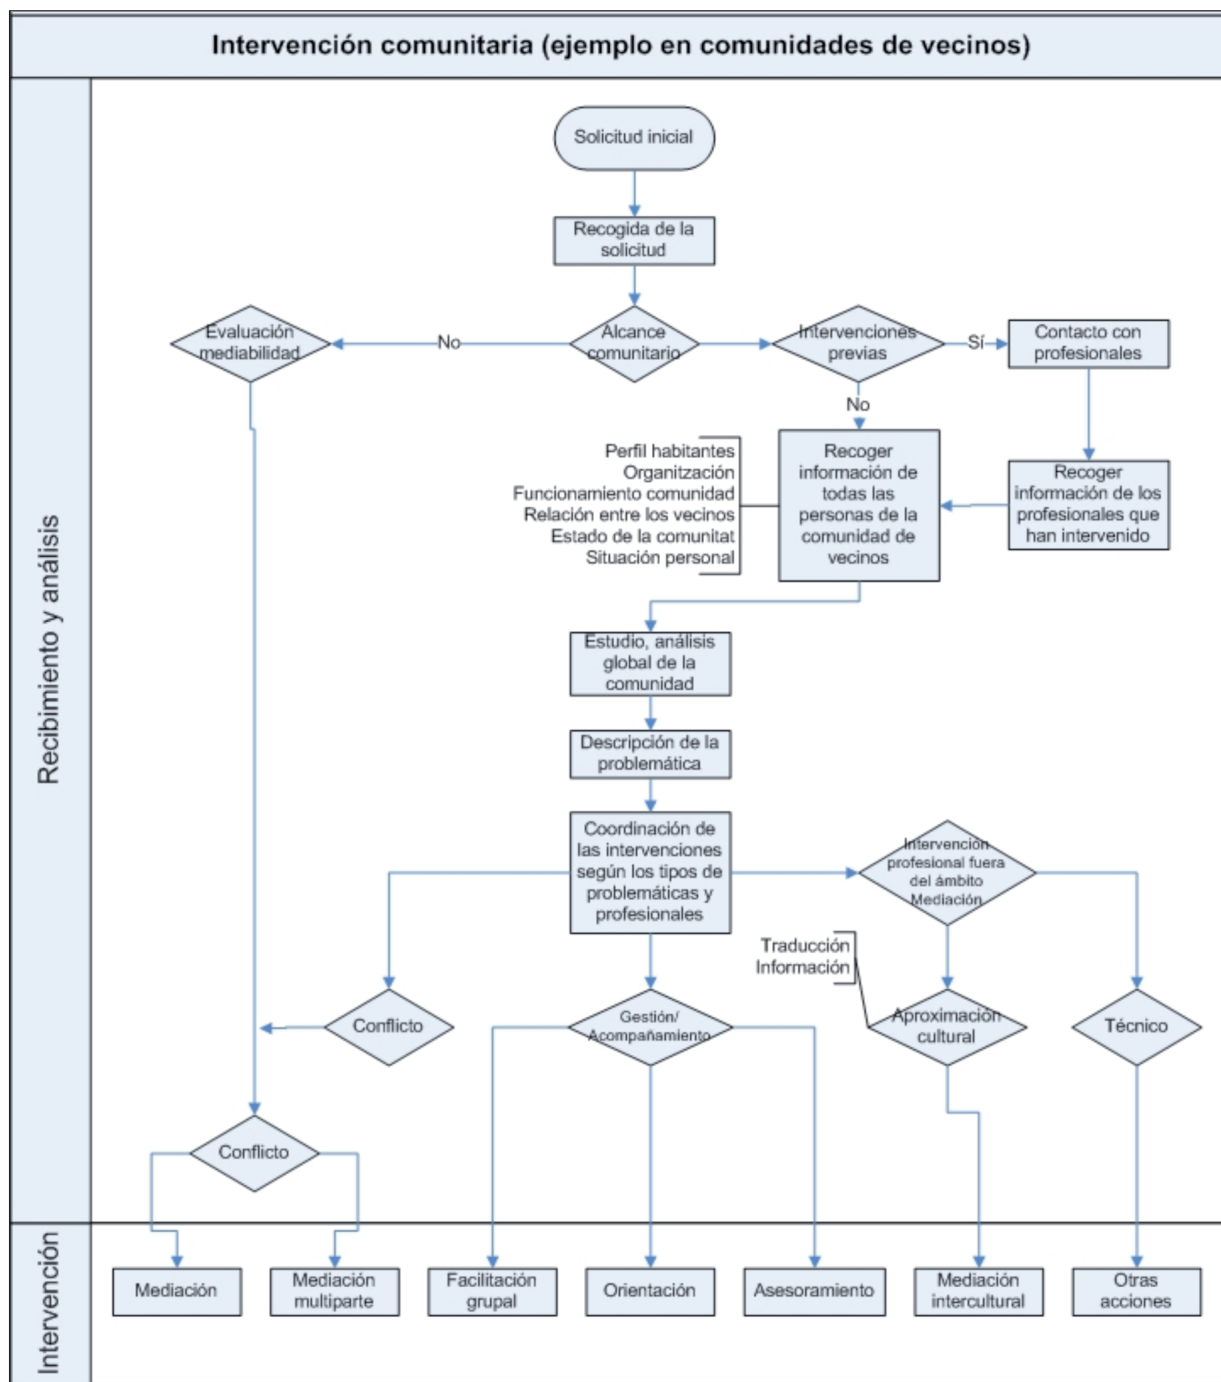 Intervención comunitaria (ejemplo en comunidades de vecinos)
Recibimiento y análisis
Solicitud inicial
Recogida de la
solicitud
Evaluación
mediabilidad
No
Alcance
comunitario
Intervenciones
previas
Sí
Contacto con
profesionales
No
Perfil habitantes
Organitzación
Funcionamiento comunidad
Relación entre los vecinos
Estado de la comunitat
Situación personal
Recoger
información de
todas las
personas de la
comunidad de
vecinos
Recoger
información de los
profesionales que
han intervenido
Estudio, análisis
global de la
comunidad
Descripción de la
problemática
Coordinación de
las intervenciones
según los tipos de
problemáticas y
profesionales
Intervención
profesional fuera
del ámbito
Mediación
Traducción
Información
Conflicto
Gestión/
Acompañamiento
Aproximación
cultural
Técnico
Conflicto
Intervención
Mediación
Mediación
multiparte
Facilitación
grupal
Orientación
Asesoramiento
Mediación
intercultural
Otras
acciones